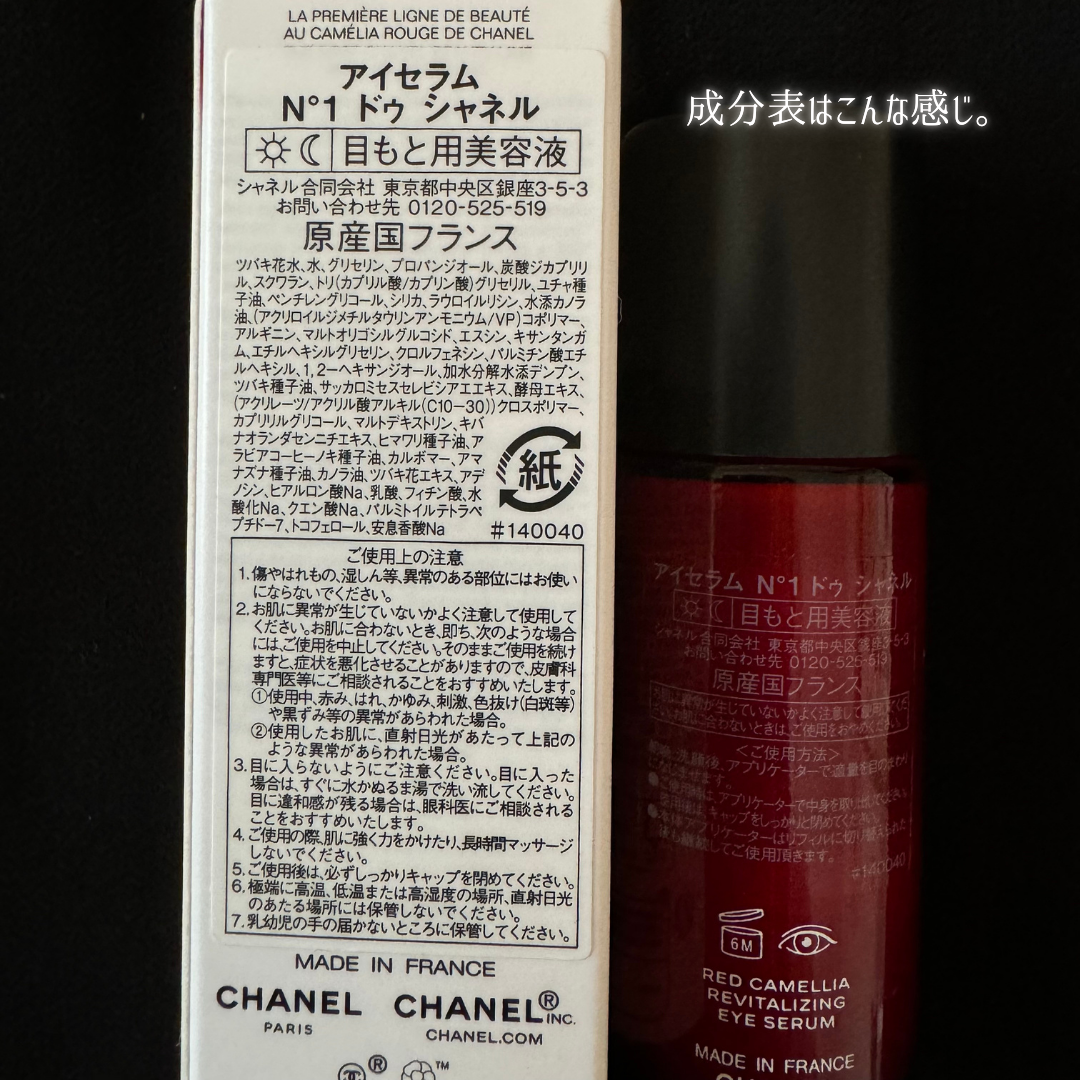 LA PREMIÈRE LIGNE DE BEAUTÉ
AU CAMÉLIA ROUGE DE CHANEL
アイセラム
N°1 ドゥ シャネル
目もと用美容液
シャネル合同会社 東京都中央区銀座3-5-3
お問い合わせ先 0120-525-519
原産国フランス
ツバキ花水、水、グリセリン、プロパンジオール、炭酸ジカプリリ
ル、スクワラン、トリ(カプリル酸/カプリン酸)グリセリル、ユチャ種
子油、ペンチレングリコール、シリカ、ラウロイルリシン、水添カノラ
油、(アクリロイルジメチルタウリンアンモニウム/VP)コポリマー、
アルギニン、マルトオリゴシルグルコシド、エスシン、キサンタンガ
ム、エチルヘキシルグリセリン、クロルフェネシン、パルミチン酸エチ
ルヘキシル、1,2-ヘキサンジオール、加水分解水添デンプン、
ツバキ種子油、サッカロミセスセレビシアエエキス、酵母エキス、
(アクリレーツ/アクリル酸アルキル(C10-30))クロスポリマー、
カプリリルグリコール、マルトデキストリン、キバ
ナオランダセンニチエキス、ヒマワリ種子油、ア
ラビアコーヒーノキ種子油、カルボマー、アマ
ナズナ種子油、カノラ油、ツバキ花エキス、アデ
ノシン、ヒアルロン酸Na、乳酸、フィチン酸、水
酸化Na、クエン酸Na、パルミトイルテトラペ
プチド-7、トコフェロール、安息香酸Na
紙
#140040
ご使用上の注意
1.傷やはれもの、湿しん等、異常のある部位にはお使い
にならないでください。
2.お肌に異常が生じていないかよく注意して使用して
ください。お肌に合わないとき、即ち、次のような場合
には、ご使用を中止してください。そのままご使用を続け
ますと、症状を悪化させることがありますので、皮膚科
専門医等にご相談されることをおすすめいたします。
①使用中、赤み、はれ、かゆみ、刺激、色抜け(白斑等)
や黒ずみ等の異常があらわれた場合。
②使用したお肌に、直射日光があたって上記の
ような異常があらわれた場合。
3.目に入らないようにご注意ください。目に入った
場合は、すぐに水かぬるま湯で洗い流してください。
目に違和感が残る場合は、眼科医にご相談される
ことをおすすめいたします。
4.ご使用の際、肌に強く力をかけたり、長時間マッサージ
しないでください。
5.ご使用後は、必ずしっかりキャップを閉めてください。
6.極端に高温、低温または高湿度の場所、直射日光
のあたる場所には保管しないでください。
7.乳幼児の手の届かないところに保管してください。
MADE IN FRANCE
CHANEL CHANEL®INC.
PARIS CHANEL.COM
® ™
成分表はこんな感じ。
アイセラム N°1 ドゥ シャネル
目もと用美容液
シャネル合同会社 東京都中央区銀座3-5-3
お問い合わせ先 0120-525-519
原産国フランス
<ご使用方法>
#140040
6M
RED CAMELLIA
REVITALIZING
EYE SERUM
MADE IN FRANCE